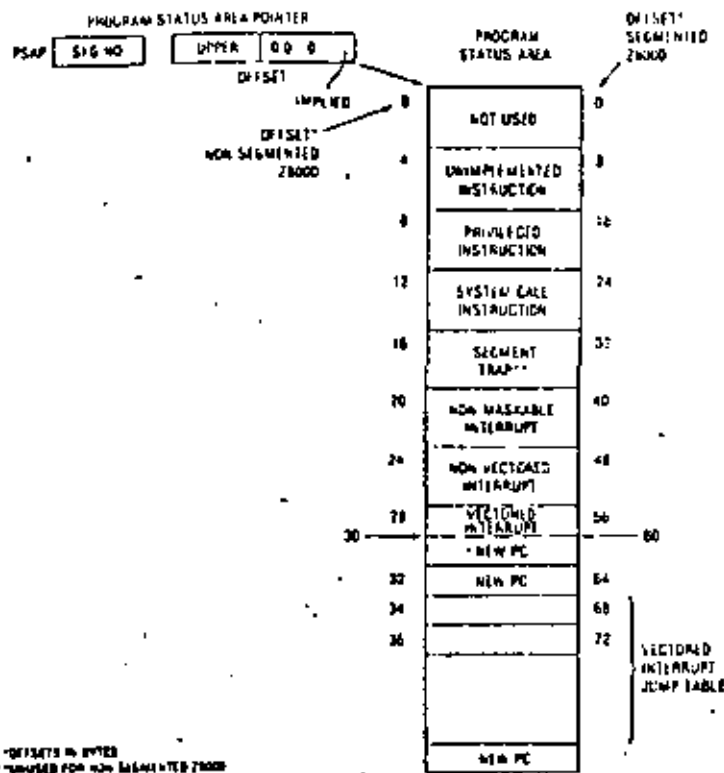 PROGRAM STATUS AREA POINTER
PSAP SEG NO UPPER 00 0
OFFSET
IMPLIED
PROGRAM
STATUS AREA
OFFSET*
SEGMENTED
Z8000
OFFSET*
NON SEGMENTED
Z8000
0 NOT USED 0
4 UNIMPLEMENTED INSTRUCTION 8
8 PRIVILEGED INSTRUCTION 16
12 SYSTEM CALL INSTRUCTION 24
16 SEGMENT TRAP** 32
20 NON MASKABLE INTERRUPT 40
24 NON VECTORED INTERRUPT 48
28 VECTORED INTERRUPT 56
30 NEW PC 60
32 NEW PC 64
34 68
36 72
VECTORED
INTERRUPT
JUMP TABLE
NEW PC
*OFFSETS IN BYTES
**UNUSED FOR NON SEGMENTED Z8000